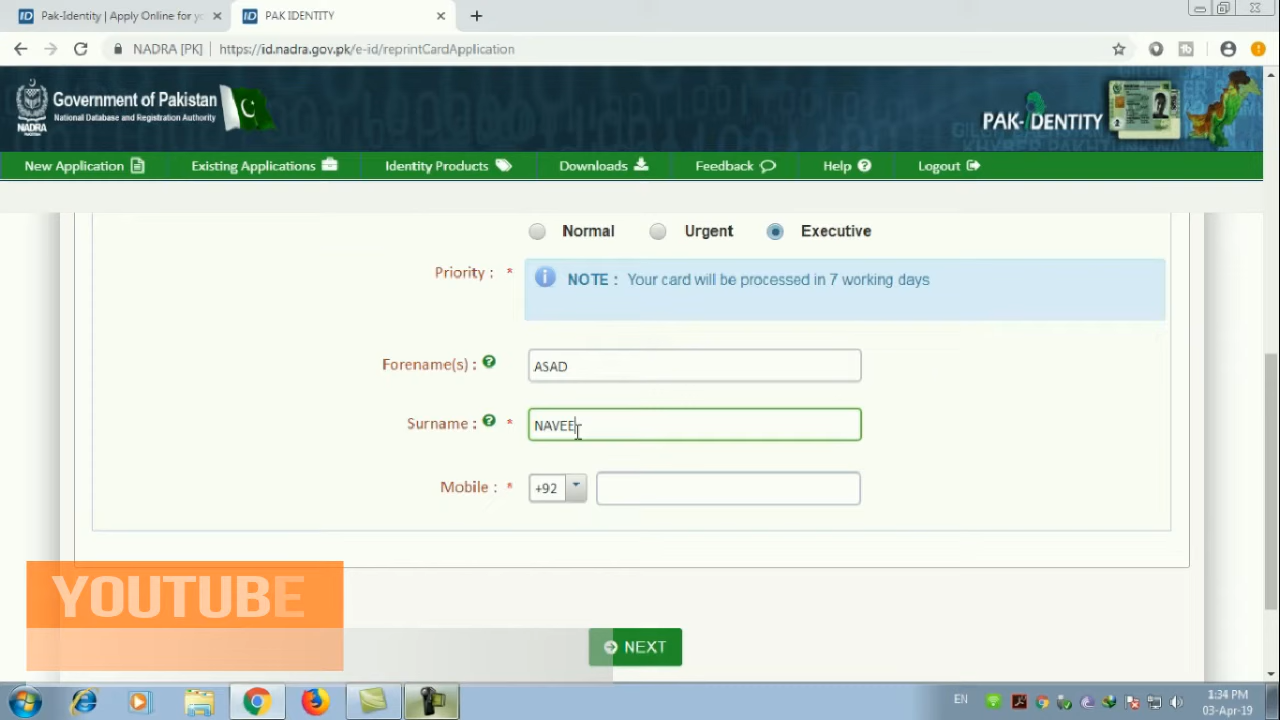 Pak-Identity | Apply Online for yo
PAK IDENTITY
NADRA [PK] | https://id.nadra.gov.pk/e-id/reprintCardApplication
NADRA
Government of Pakistan
National Database and Registration Authority
PAK-IDENTITY
New Application
Existing Applications
Identity Products
Downloads
Feedback
Help
Logout
Normal
Urgent
Executive
Priority : *
NOTE : Your card will be processed in 7 working days
Forename(s) :
ASAD
Surname : *
NAVEE
Mobile : *
+92
YOUTUBE
NEXT
EN
1:34 PM
03-Apr-19